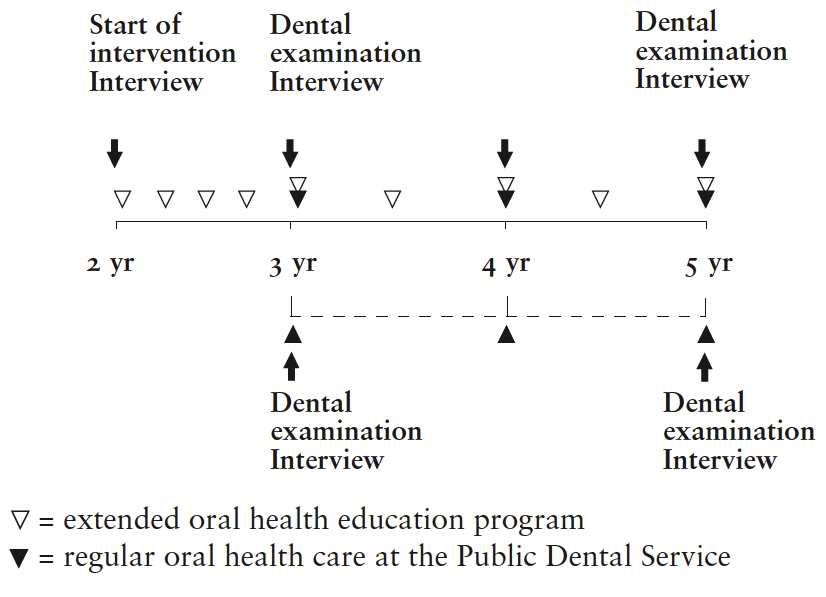 Start of
intervention
Interview
Dental
examination
Interview
Dental
examination
Interview
2 yr
3 yr
4 yr
5 yr
Dental
examination
Interview
Dental
examination
Interview
▽ = extended oral health education program
▼ = regular oral health care at the Public Dental Service